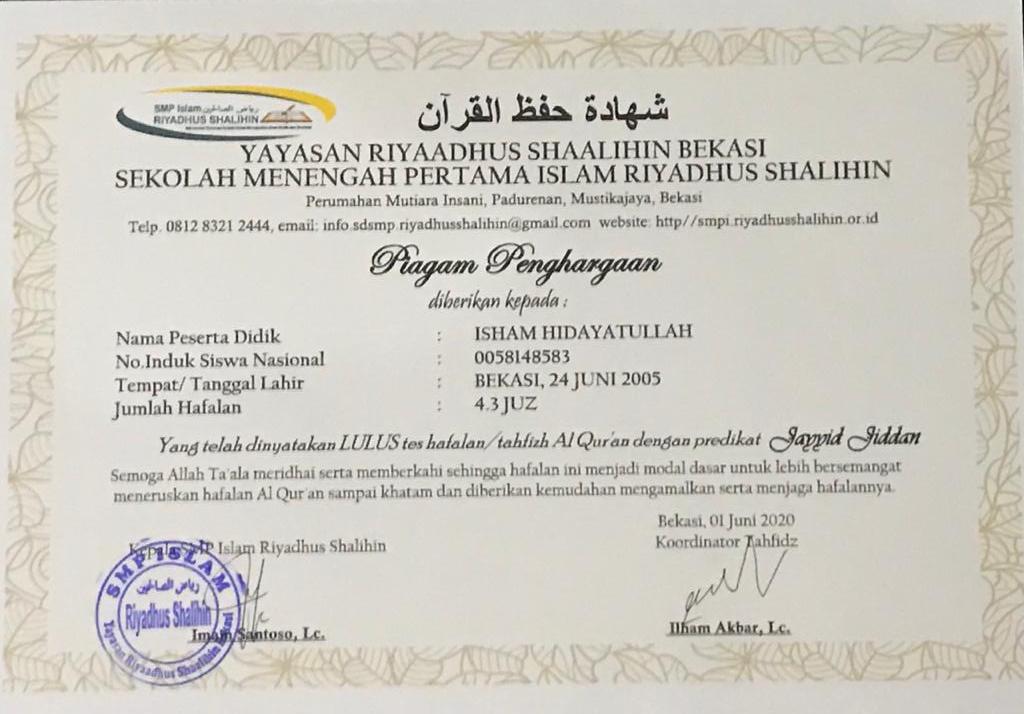 SMP Islam رياض الصالحين
RIYADHUS SHALIHIN
شهادة حفظ القرآن
YAYASAN RIYAADHUS SHAALIHIN BEKASI
SEKOLAH MENENGAH PERTAMA ISLAM RIYADHUS SHALIHIN
Perumahan Mutiara Insani, Padurenan, Mustikajaya, Bekasi
Telp. 0812 8321 2444, email: info.sdsmp.riyadhusshalihin@gmail.com website: http//smpi.riyadhusshalihin.or.id
Piagam Penghargaan
diberikan kepada :
Nama Peserta Didik : ISHAM HIDAYATULLAH
No.Induk Siswa Nasional : 0058148583
Tempat/ Tanggal Lahir : BEKASI, 24 JUNI 2005
Jumlah Hafalan : 4.3 JUZ
Yang telah dinyatakan LULUS tes hafalan/tahfizh Al Qur'an dengan predikat Jayyid Jiddan
Semoga Allah Ta'ala meridhai serta memberkahi sehingga hafalan ini menjadi modal dasar untuk lebih bersemangat
meneruskan hafalan Al Qur'an sampai khatam dan diberikan kemudahan mengamalkan serta menjaga hafalannya.
Bekasi, 01 Juni 2020
Kepala SMP Islam Riyadhus Shalihin
Koordinator Tahfidz
SMP ISLAM
رياض الصالحين
Riyadhus Shalihin
Yayasan Riyaadhus Shaalihin Bekasi
Imam Santoso, Lc.
Ilham Akbar, Lc.